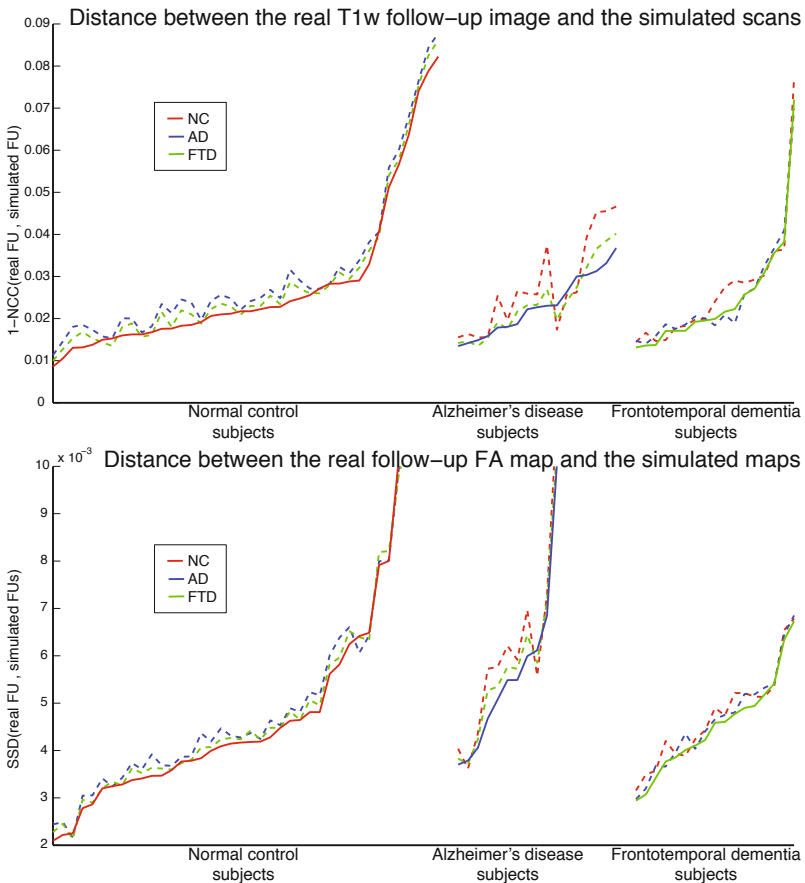 Distance between the real T1w follow−up image and the simulated scans
0.09
0.08
0.07
0.06
0.05
0.04
0.03
0.02
0.01
0
1−NCC(real FU , simulated FU)
NC
AD
FTD
Normal control
subjects
Alzheimer's disease
subjects
Frontotemporal dementia
subjects
x 10⁻³
Distance between the real follow−up FA map and the simulated maps
10
9
8
7
6
5
4
3
2
SSD(real FU , simulated FUs)
NC
AD
FTD
Normal control
subjects
Alzheimer's disease
subjects
Frontotemporal dementia
subjects